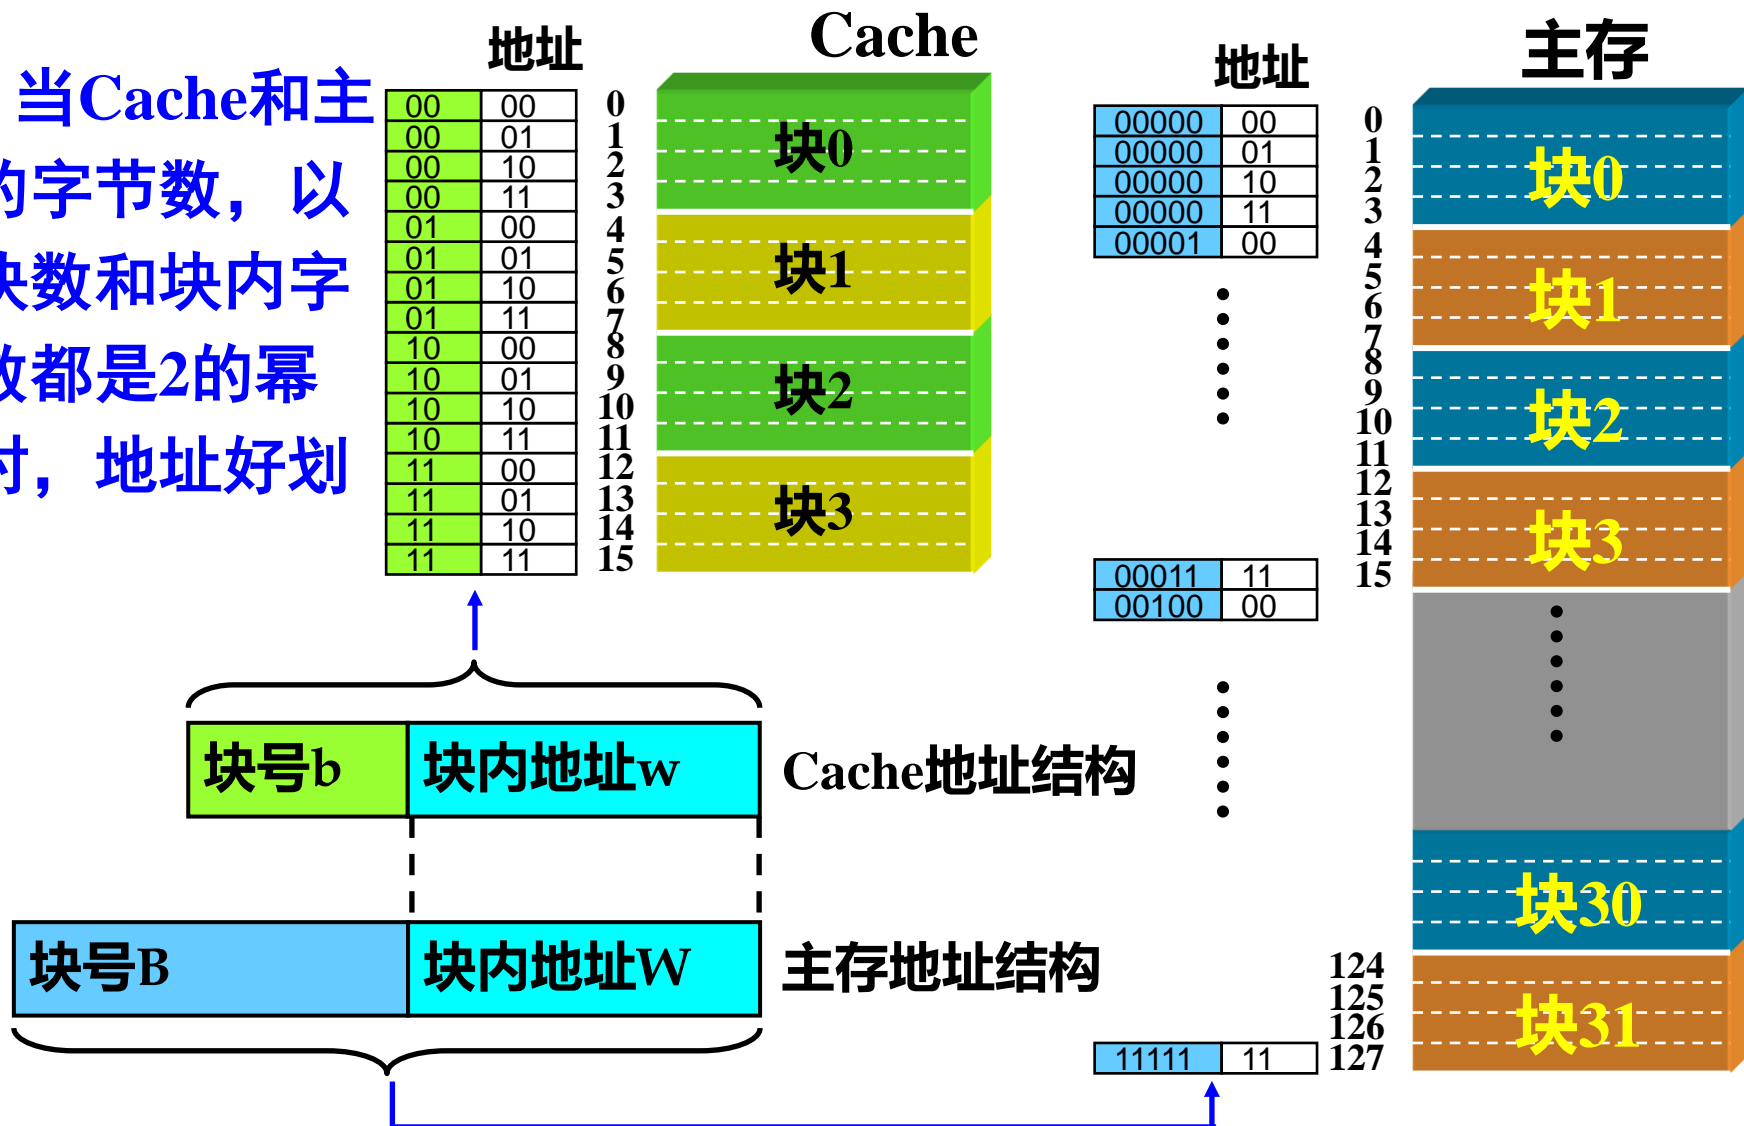 地址
Cache
地址
主存
当Cache和主
的字节数，以
块数和块内字
数都是2的幂
时，地址好划
00 00 0
00 01 1
00 10 2
00 11 3
01 00 4
01 01 5
01 10 6
01 11 7
10 00 8
10 01 9
10 10 10
10 11 11
11 00 12
11 01 13
11 10 14
11 11 15
块0
块1
块2
块3
00000 00
00000 01
00000 10
00000 11
00001 00
00011 11
00100 00
11111 11
0
1
2
3
4
5
6
7
8
9
10
11
12
13
14
15
124
125
126
127
块0
块1
块2
块3
块30
块31
块号b 块内地址w Cache地址结构
块号B 块内地址W 主存地址结构